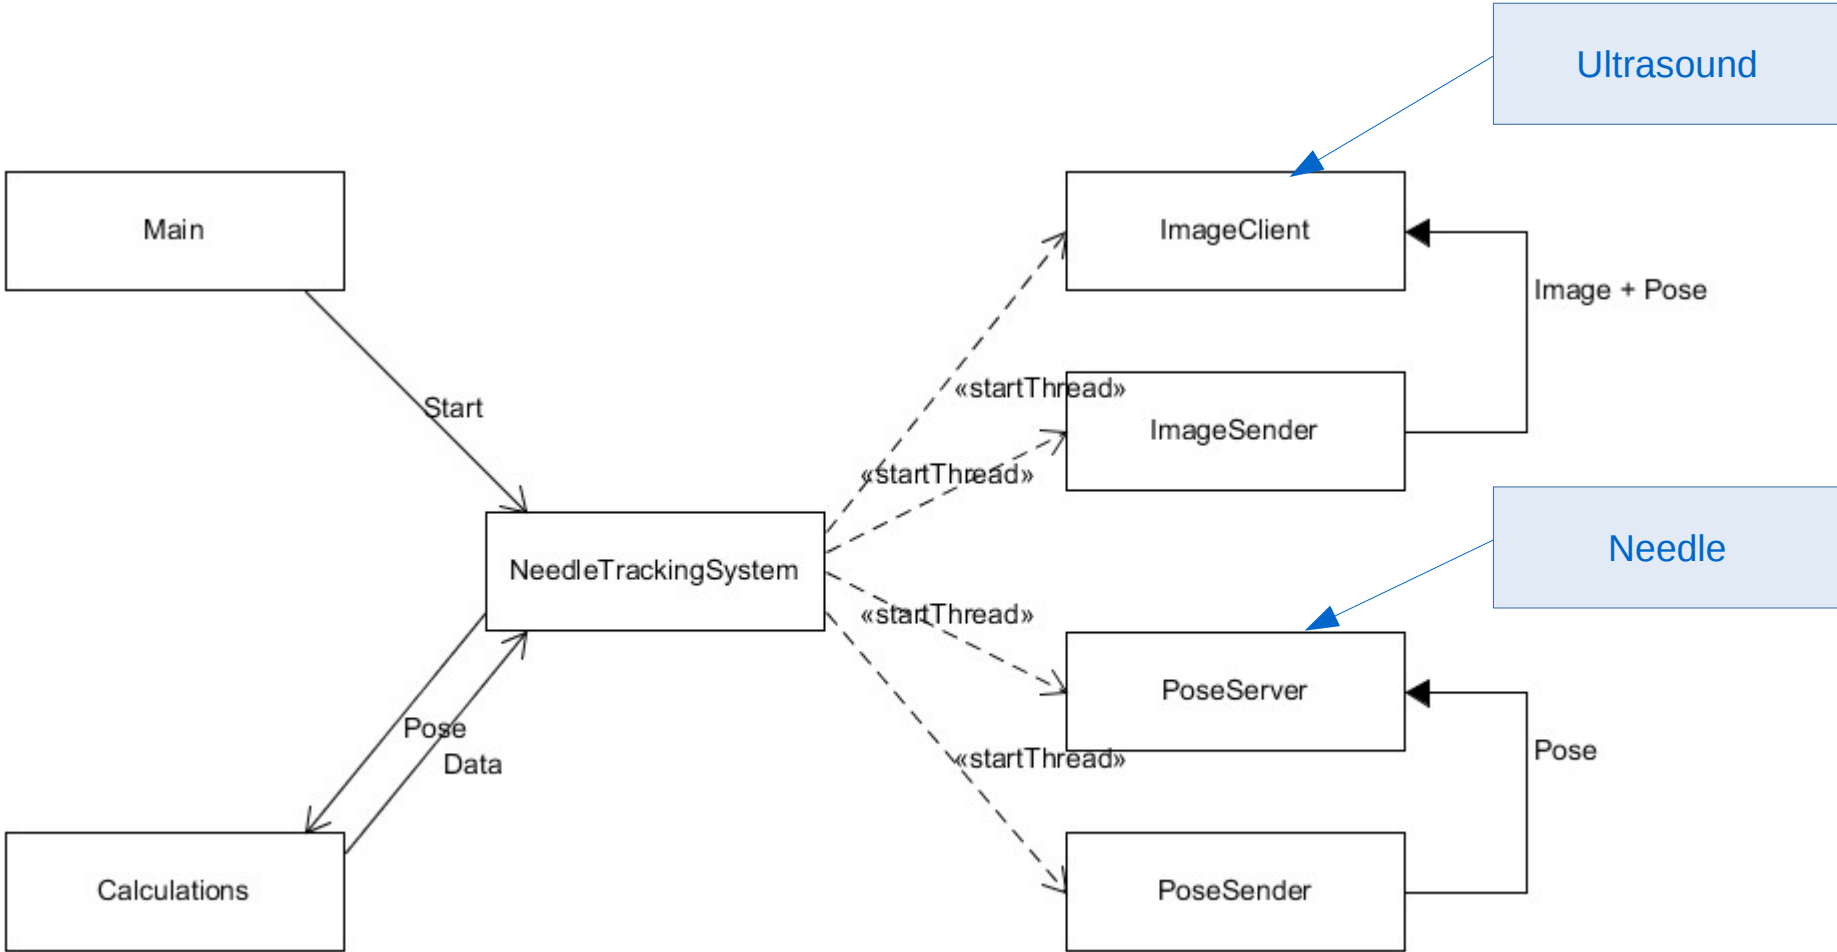 Ultrasound
Main
ImageClient
Image + Pose
«startThread»
Start
ImageSender
«startThread»
Needle
NeedleTrackingSystem
«startThread»
PoseServer
Pose
Data
«startThread»
Pose
Calculations
PoseSender